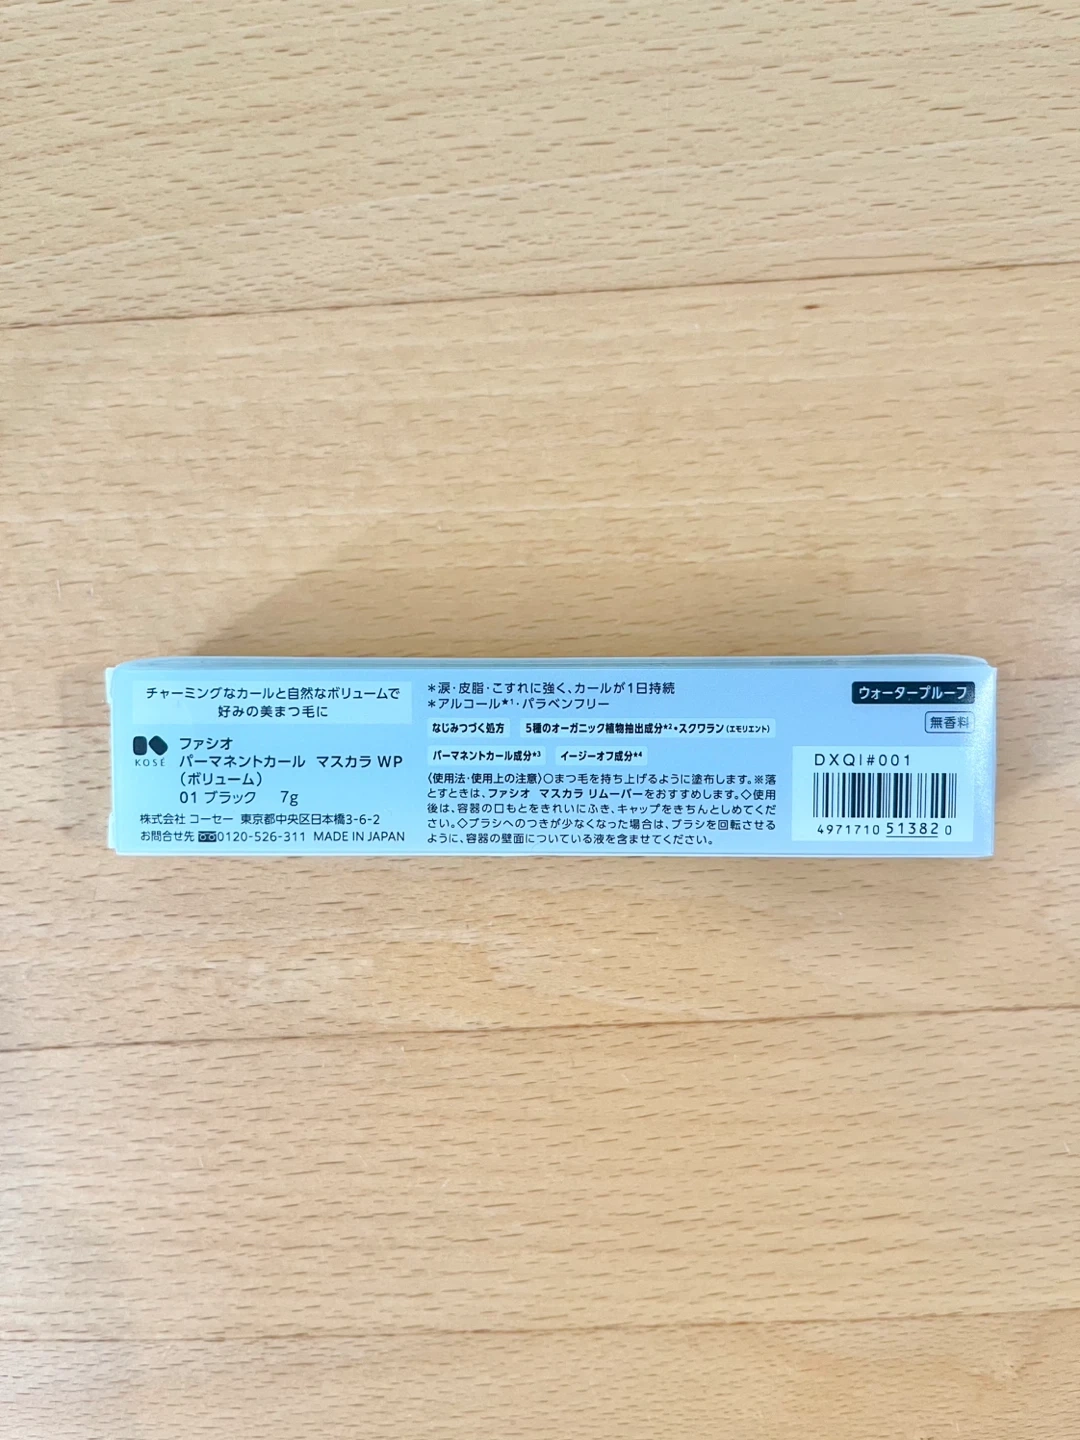 チャーミングなカールと自然なボリュームで
好みの美まつ毛に
KOSÉ
ファシオ
パーマネントカール マスカラ WP
（ボリューム）
01 ブラック 7g
株式会社 コーセー 東京都中央区日本橋3-6-2
お問合せ先 0120-526-311 MADE IN JAPAN
＊涙・皮脂・こすれに強く、カールが1日持続
＊アルコール★1・パラベンフリー
なじみつづく処方 5種のオーガニック植物抽出成分★2+スクワラン(エモリエント)
パーマネントカール成分★3 イージーオフ成分★4
〈使用法・使用上の注意〉○まつ毛を持ち上げるように塗布します。※落
とすときは、ファシオ マスカラ リムーバーをおすすめします。◇使用
後は、容器の口もとをきれいにふき、キャップをきちんとしめてくだ
さい。◇ブラシへのつきが少なくなった場合は、ブラシを回転させる
ように、容器の壁面についている液を含ませてください。
ウォータープルーフ
無香料
DXQI#001
4971710 513820